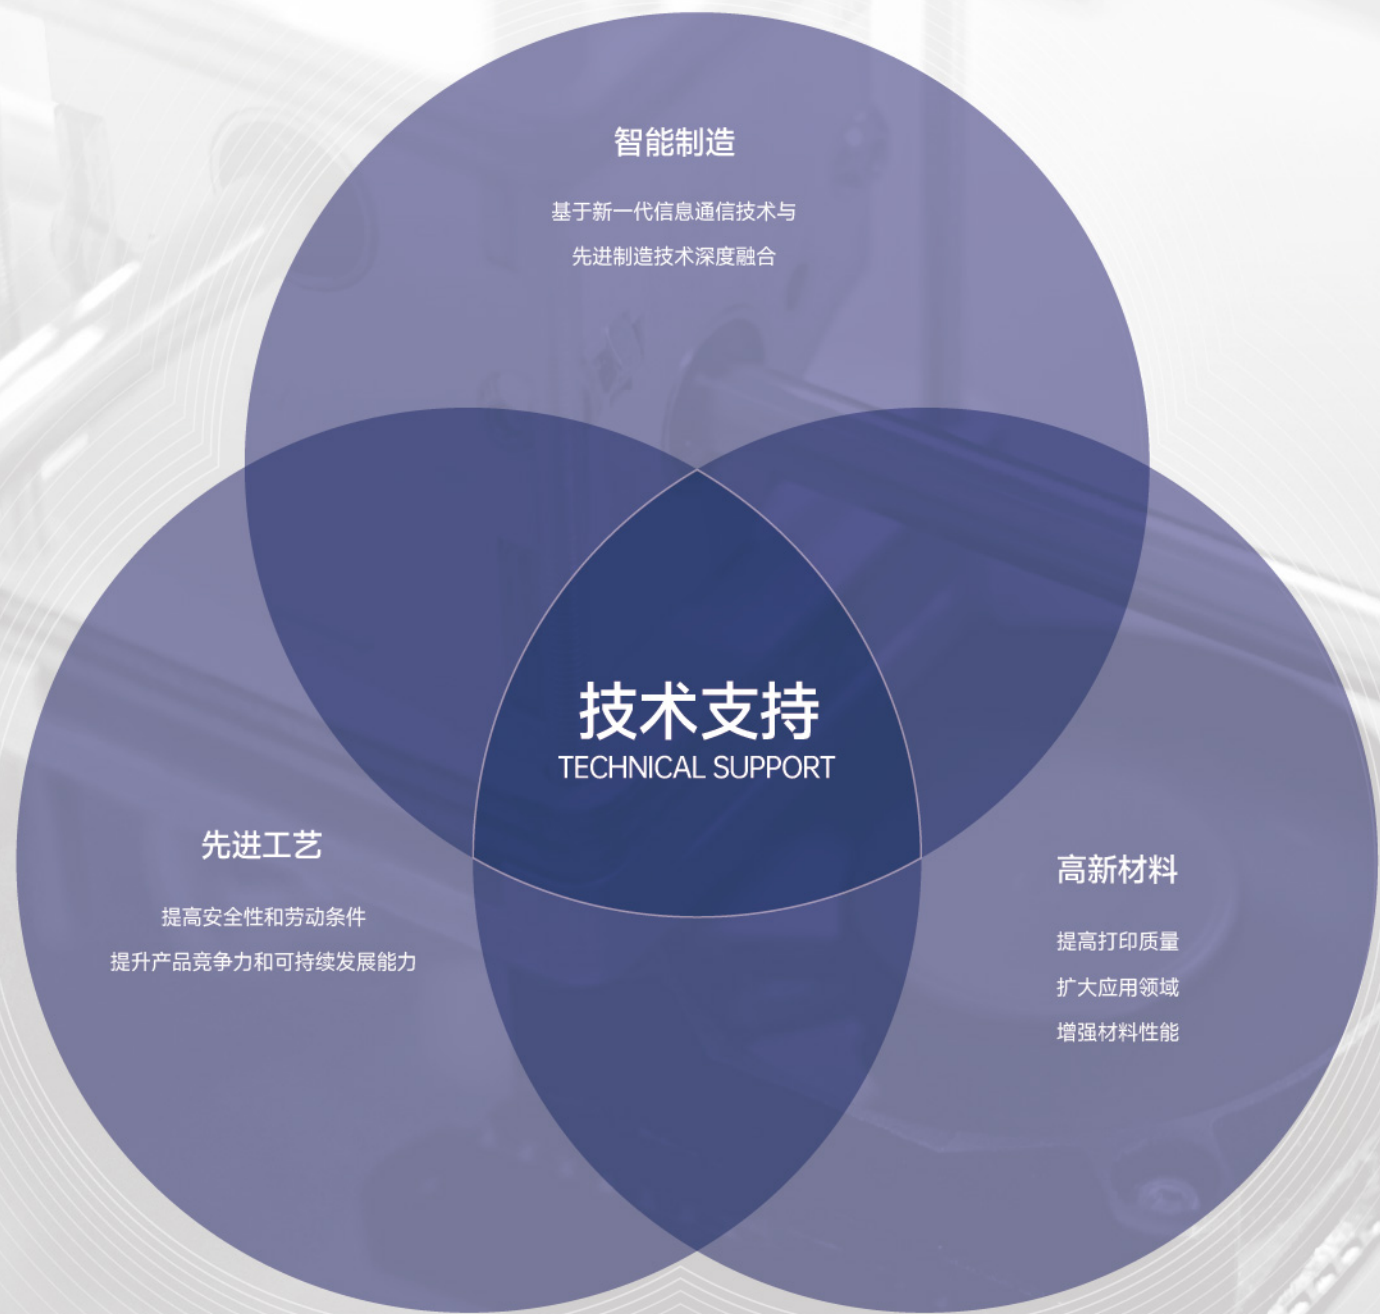 智能制造
基于新一代信息通信技术与
先进制造技术深度融合
技术支持
TECHNICAL SUPPORT
先进工艺
提高安全性和劳动条件
提升产品竞争力和可持续发展能力
高新材料
提高打印质量
扩大应用领域
增强材料性能